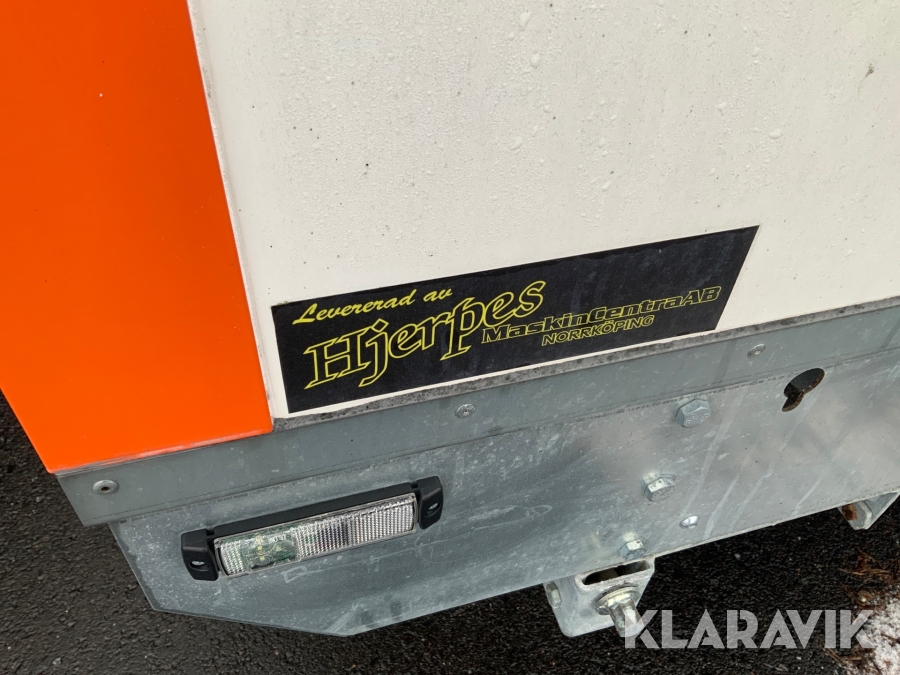 Levererad av
Hjerpes
MaskinCentraAB
NORRKÖPING
KLARAVIK